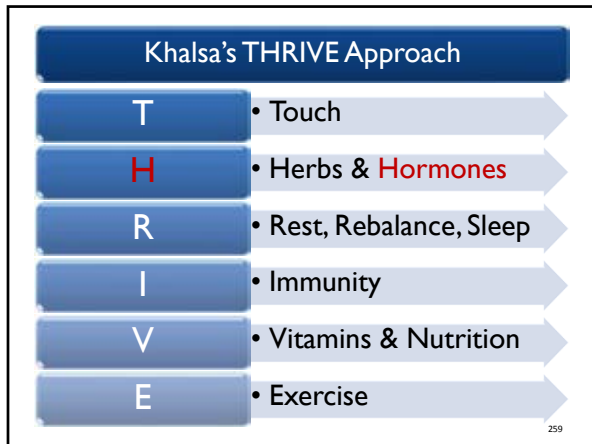 Khalsa's THRIVE Approach
T
• Touch
H
• Herbs & Hormones
R
• Rest, Rebalance, Sleep
I
• Immunity
V
• Vitamins & Nutrition
E
• Exercise
259